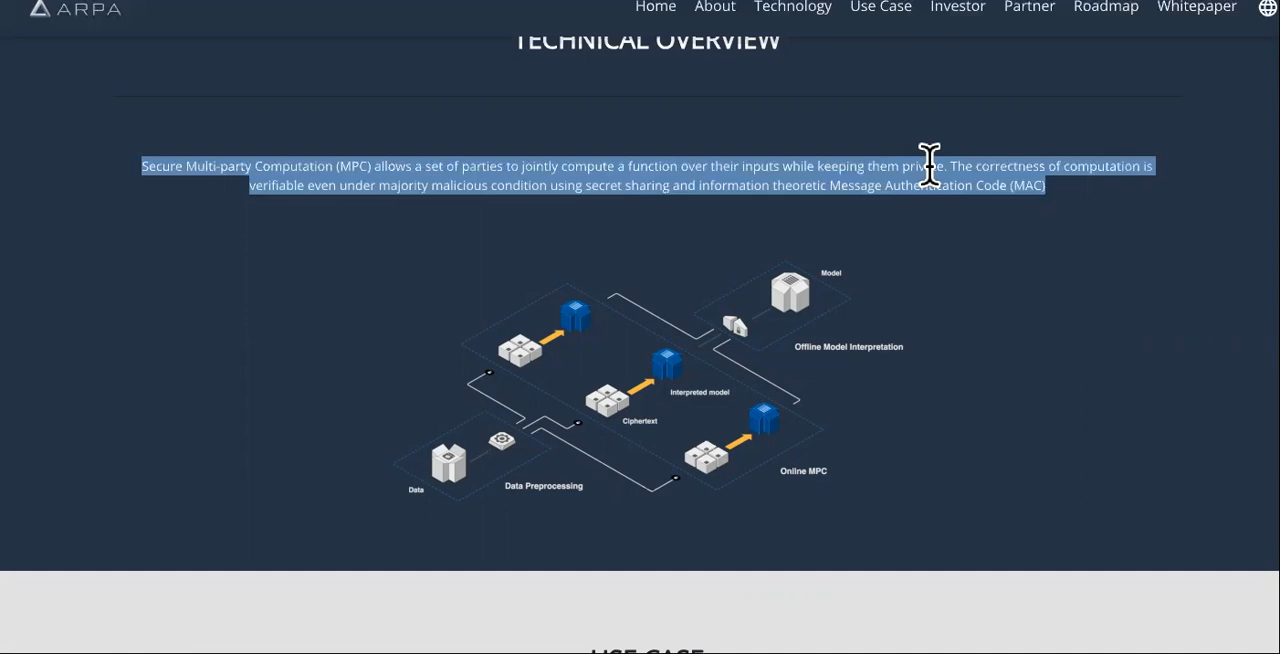 ARPA
Home About Technology Use Case Investor Partner Roadmap Whitepaper
TECHNICAL OVERVIEW
Secure Multi-party Computation (MPC) allows a set of parties to jointly compute a function over their inputs while keeping them private. The correctness of computation is
verifiable even under majority malicious condition using secret sharing and information theoretic Message Authentication Code (MAC)
Model
Offline Model Interpretation
Interpreted model
Ciphertext
Online MPC
Data Preprocessing
Data
USE CASE